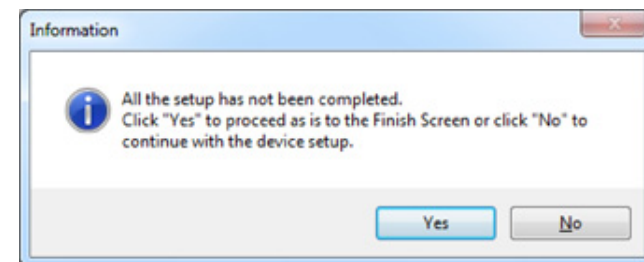 Information
All the setup has not been completed.
Click "Yes" to proceed as is to the Finish Screen or click "No" to
continue with the device setup.
Yes
No